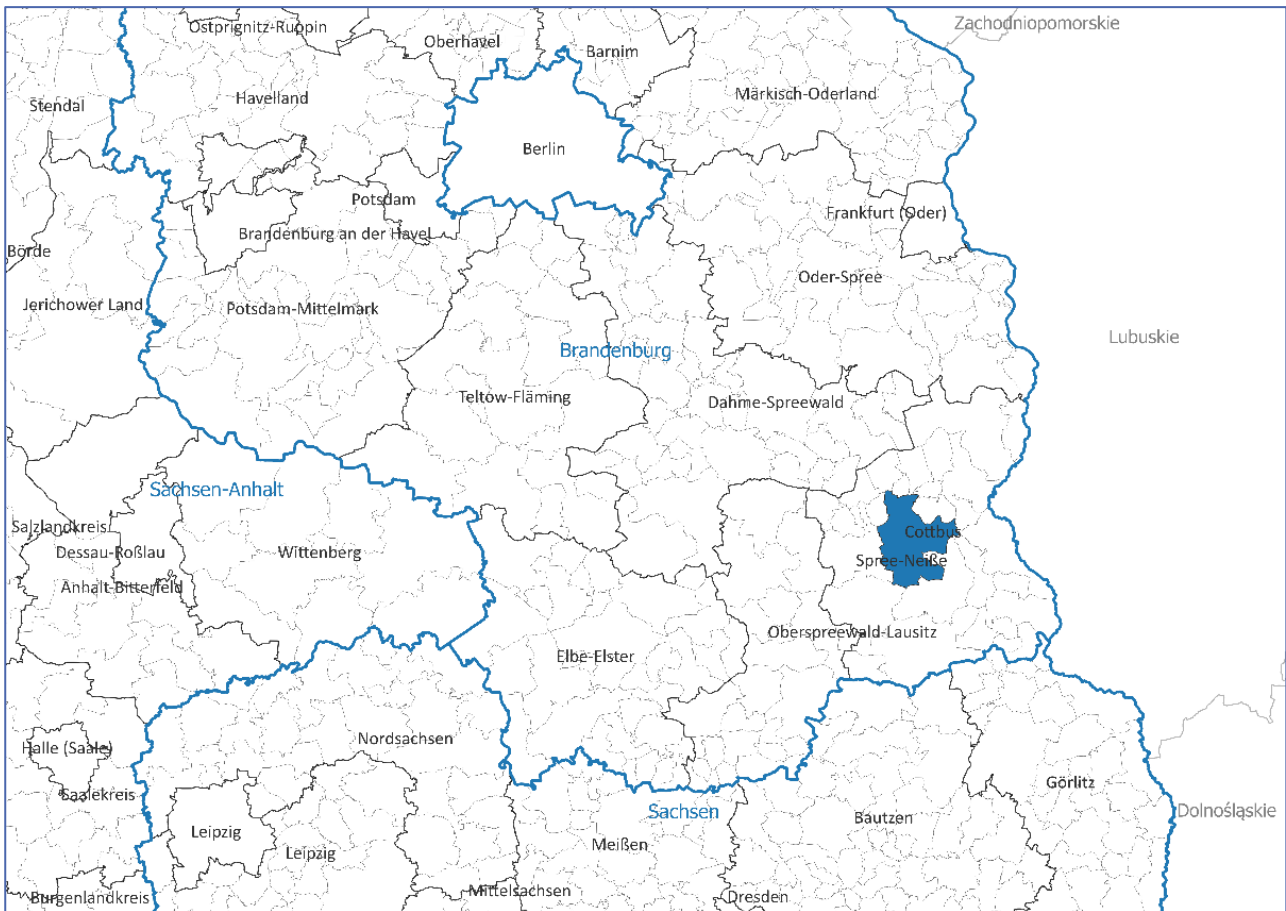 Zachodniopomorskie
Ostprignitz-Ruppin
Oberhavel
Barnim
Stendal
Havelland
Märkisch-Oderland
Berlin
Potsdam
Frankfurt (Oder)
Brandenburg an der Havel
Börde
Oder-Spree
Jerichower Land
Potsdam-Mittelmark
Lubuskie
Brandenburg
Teltow-Fläming
Dahme-Spreewald
Sachsen-Anhalt
Salzlandkreis
Cottbus
Dessau-Roßlau
Wittenberg
Spree-Neiße
Anhalt-Bitterfeld
Oberspreewald-Lausitz
Elbe-Elster
Nordsachsen
Halle (Saale)
Görlitz
Saalekreis
Sachsen
Dolnośląskie
Bautzen
Leipzig
Meißen
Leipzig
Mittelsachsen
Burgenlandkreis
Dresden